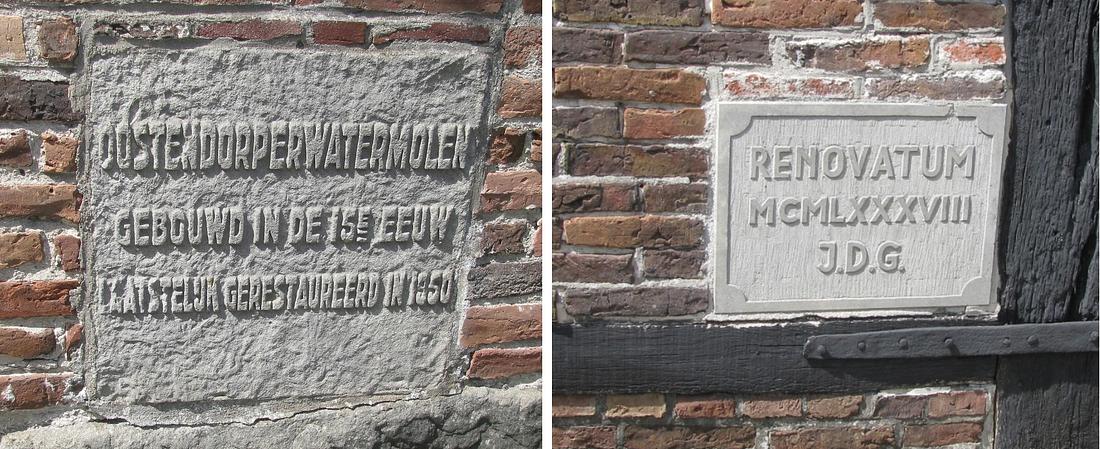 OOSTENDORPERWATERMOLEN
GEBOUWD IN DE 15E EEUW
LAATSTELIJK GERESTAUREERD IN 1950
RENOVATUM
MCMLXXXVIII
J.D.G.